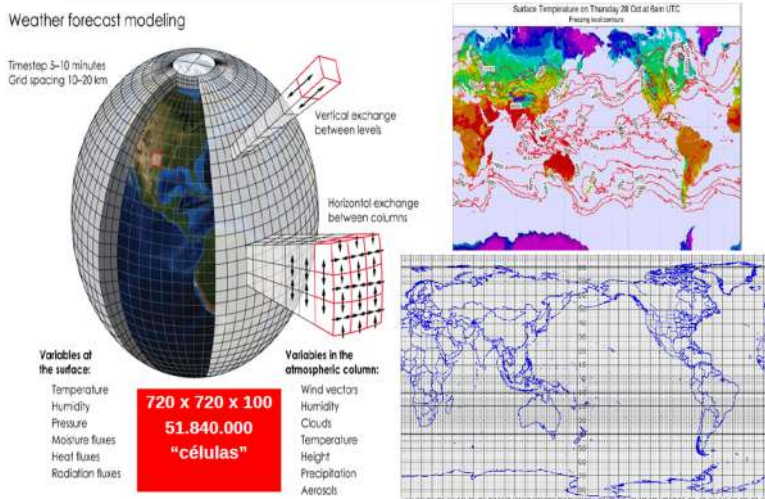 Weather forecast modeling
Timestep 5–10 minutes
Grid spacing 10–20 km
Vertical exchange
between levels
Horizontal exchange
between columns
Variables at
the surface:
Temperature
Humidity
Pressure
Moisture fluxes
Heat fluxes
Radiation fluxes
720 x 720 x 100
51.840.000
“células”
Variables in the
atmospheric column:
Wind vectors
Humidity
Clouds
Temperature
Height
Precipitation
Aerosols
Surface Temperature on Thursday 28 Oct at 6am UTC
Freezing level contours